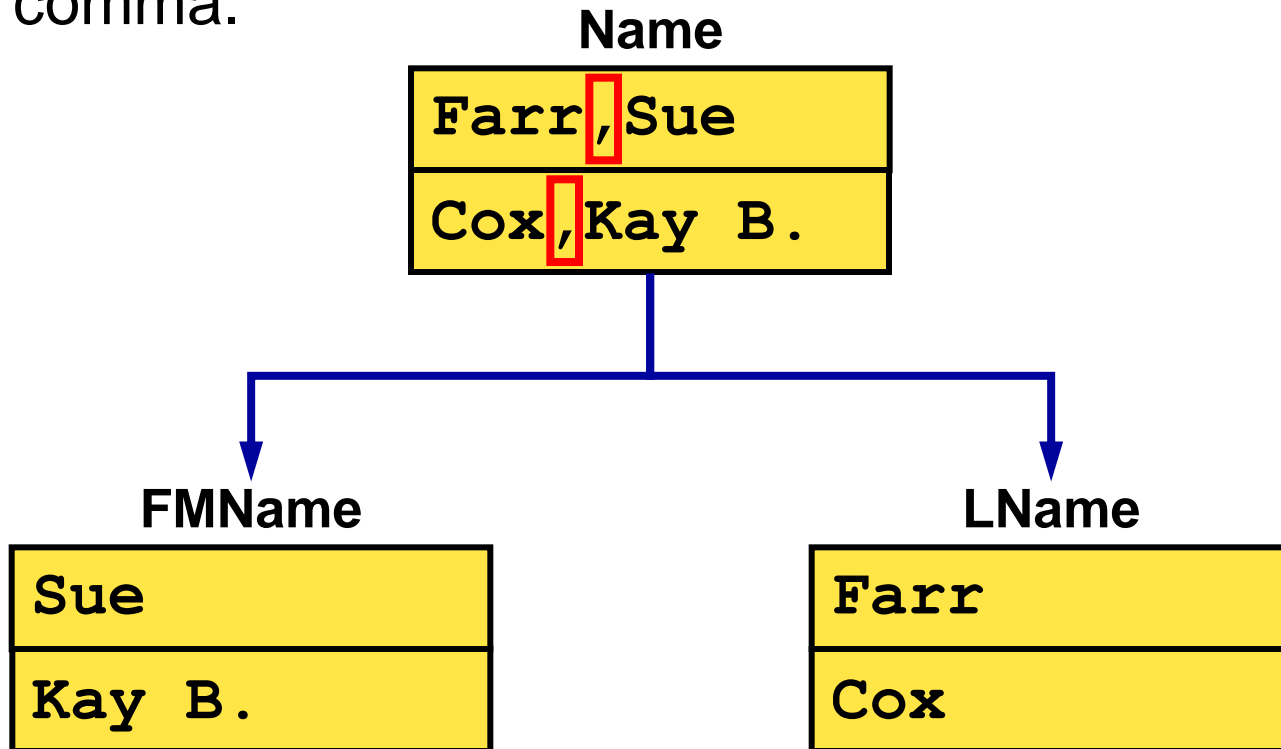 comma.
Name
Farr,Sue
Cox,Kay B.
FMName
LName
Sue
Farr
Kay B.
Cox